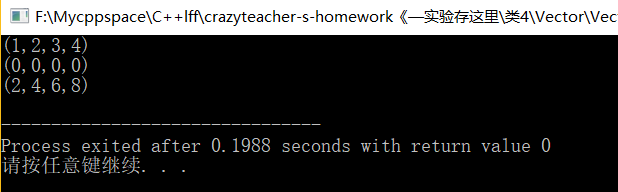 F:\Mycppspace\C++lff\crazyteacher-s-homework《—实验存这里\类4\Vector\Vec
(1,2,3,4)
(0,0,0,0)
(2,4,6,8)
--------------------------------
Process exited after 0.1988 seconds with return value 0
请按任意键继续. . .